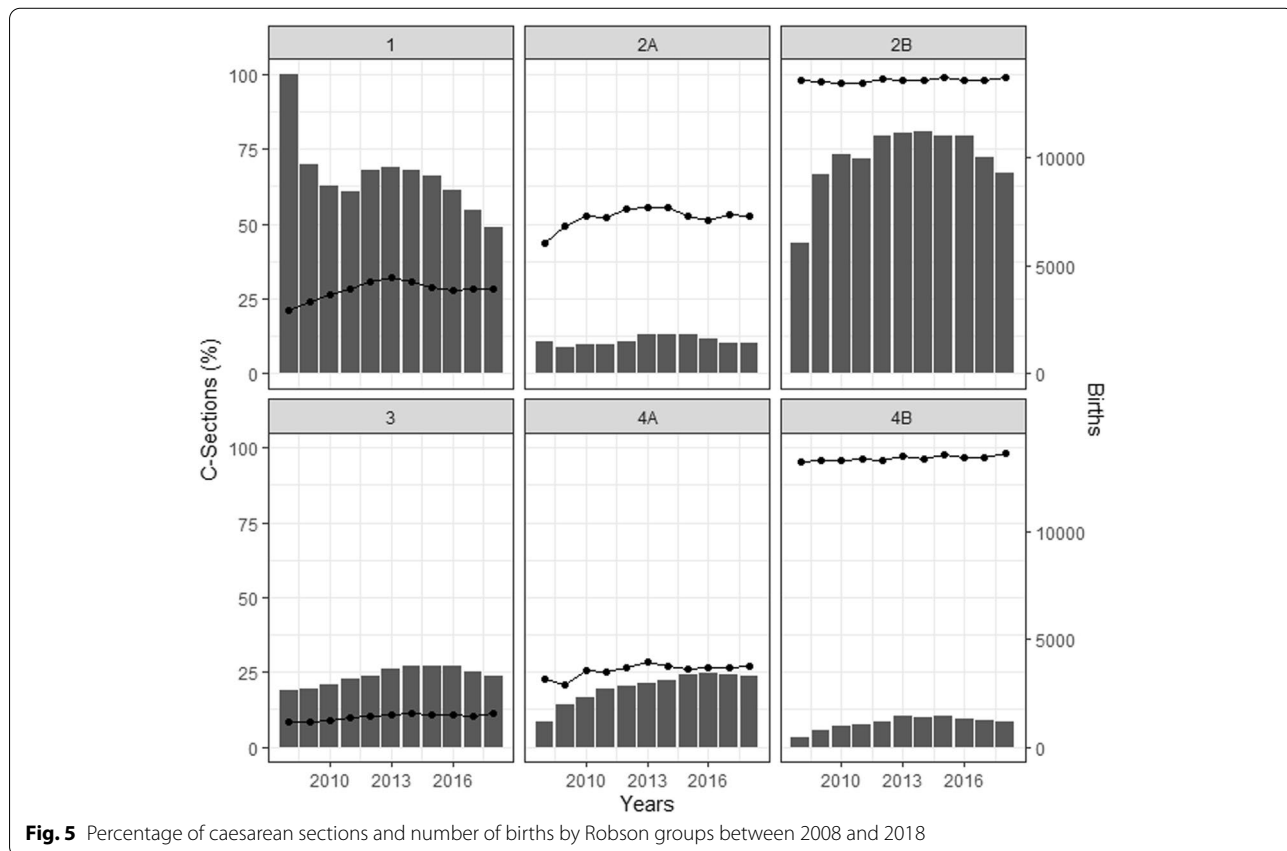 1 2A 2B
100
75
50
25
0
10000
5000
0
3 4A 4B
100
75
50
25
0
10000
5000
0
C-Sections (%)
Births
2010 2013 2016 2010 2013 2016 2010 2013 2016
Years
Fig. 5 Percentage of caesarean sections and number of births by Robson groups between 2008 and 2018